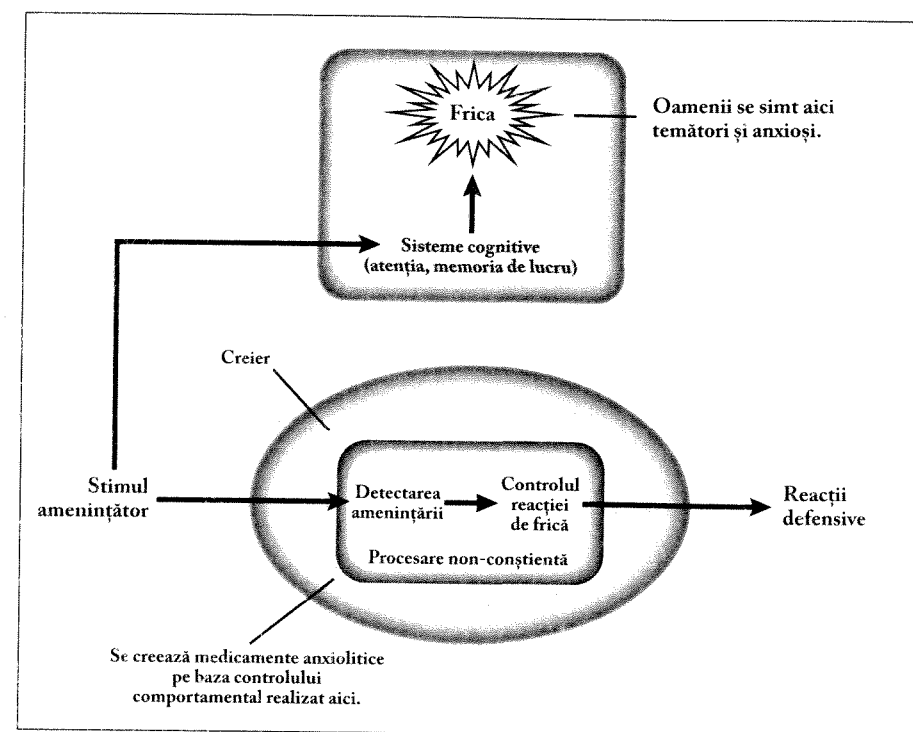 Frica
Oamenii se simt aici
temători și anxioși.
Sisteme cognitive
(atenția, memoria de lucru)
Creier
Stimul
amenințător
Detectarea
amenințării
Controlul
reacției
de frică
Reacții
defensive
Procesare non-conștientă
Se creează medicamente anxiolitice
pe baza controlului
comportamental realizat aici.